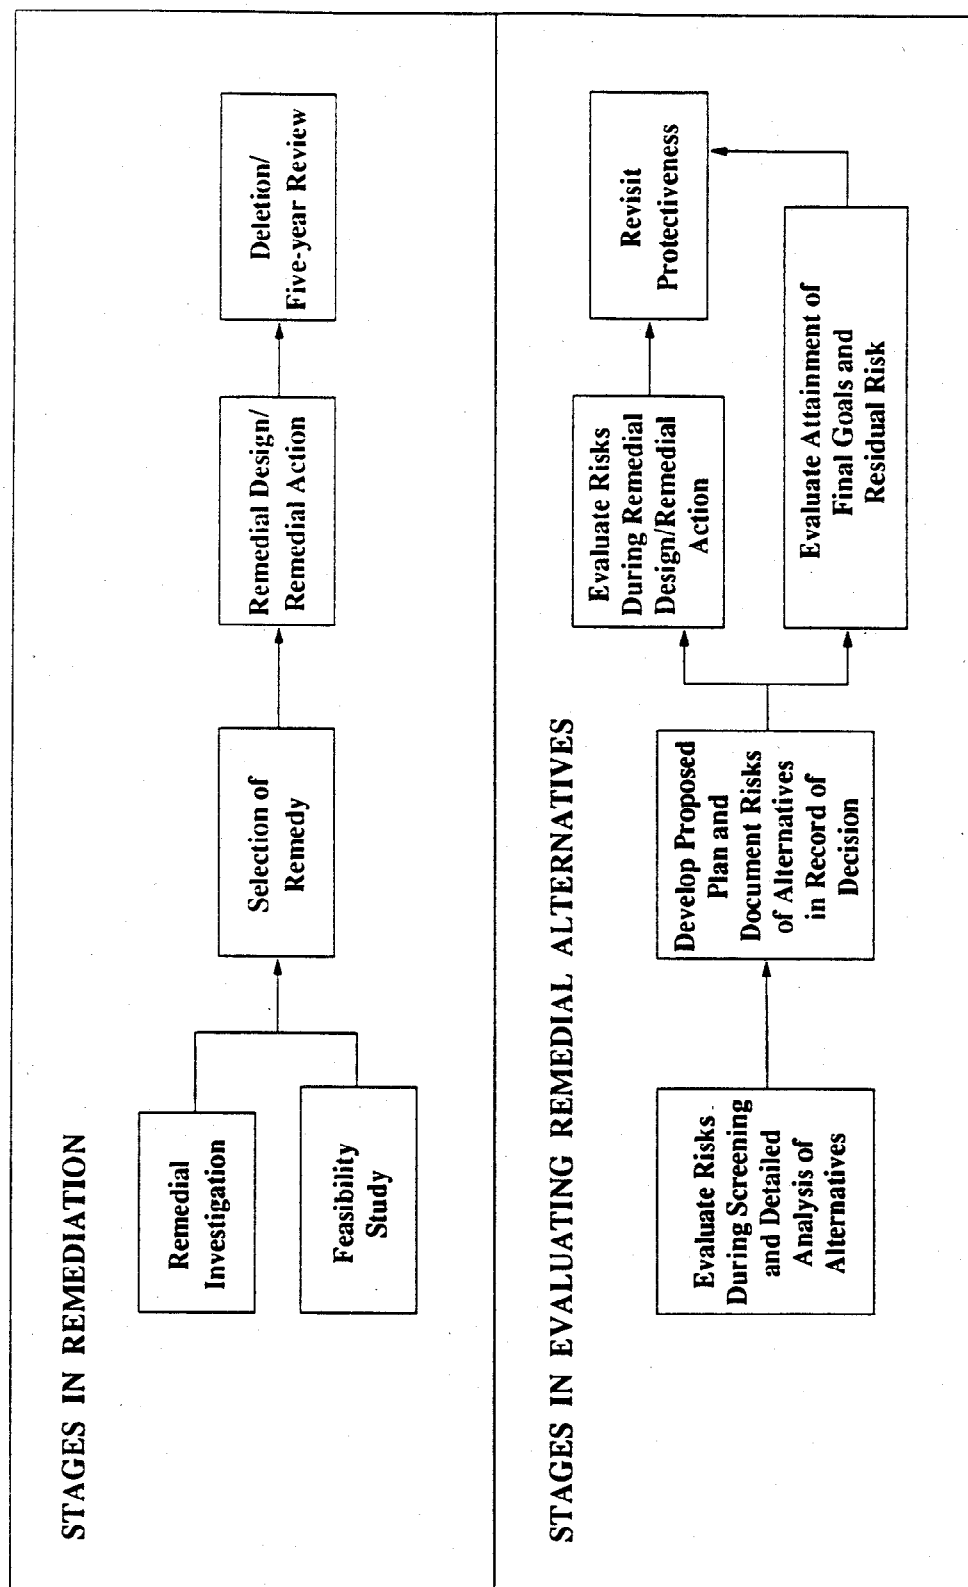 STAGES IN REMEDIATION
Remedial
Investigation
Feasibility
Study
Selection of
Remedy
Remedial Design/
Remedial Action
Deletion/
Five-year Review
STAGES IN EVALUATING REMEDIAL ALTERNATIVES
Evaluate Risks
During Screening
and Detailed
Analysis of
Alternatives
Develop Proposed
Plan and
Document Risks
of Alternatives
in Record of
Decision
Evaluate Risks
During Remedial
Design/Remedial
Action
Evaluate Attainment of
Final Goals and
Residual Risk
Revisit
Protectiveness